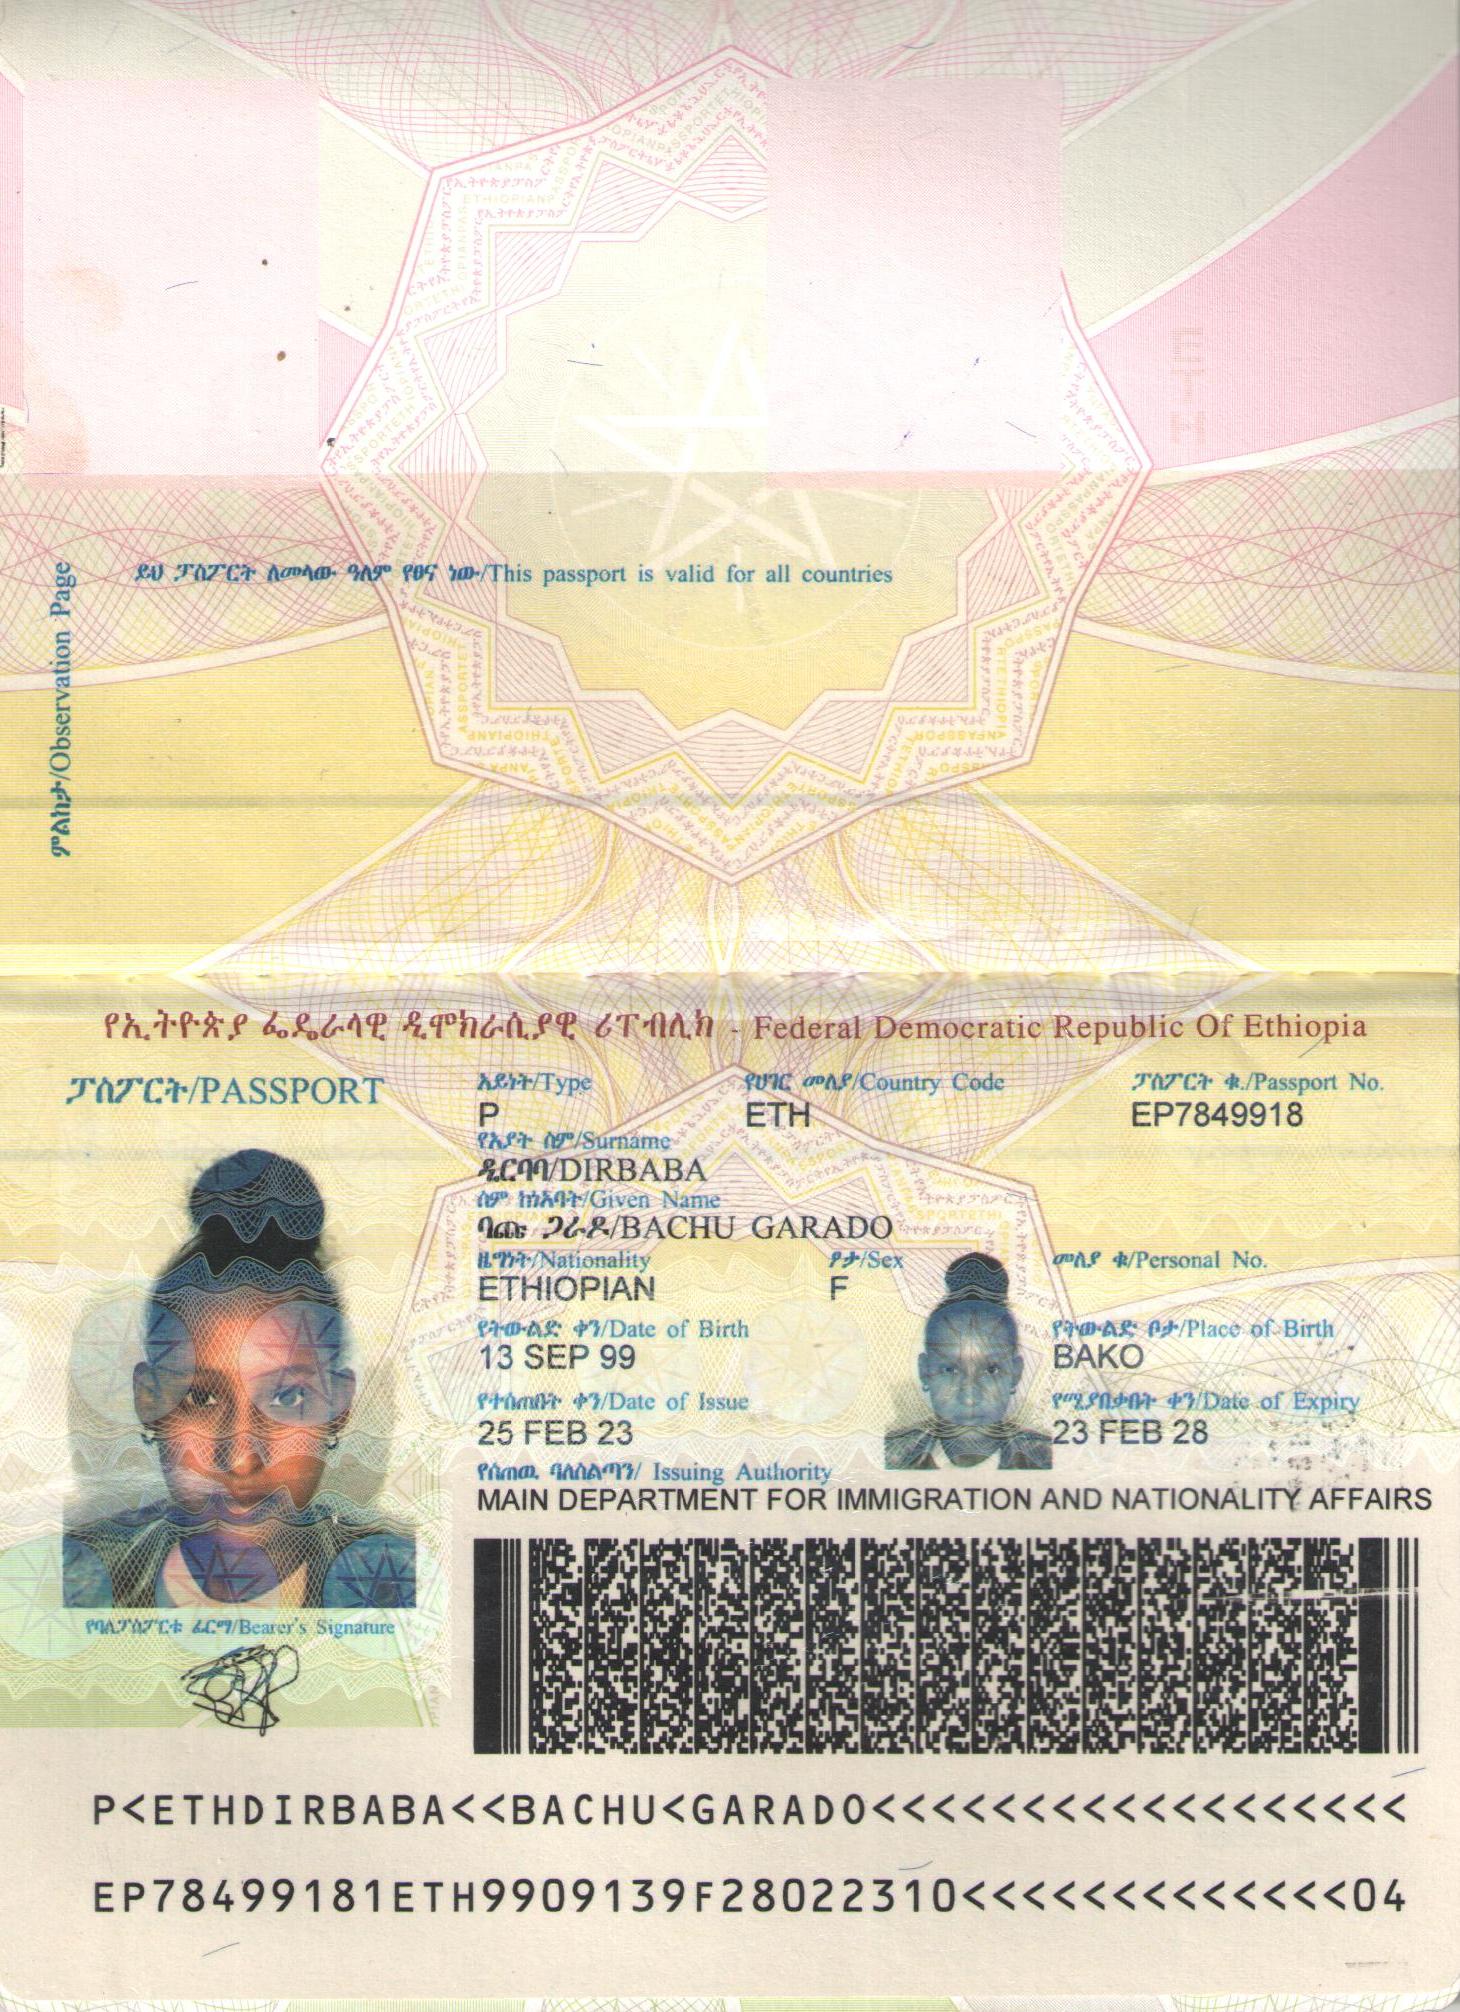 ይህ ፓስፖርት ለመላው ዓለም የፀና ነው/This passport is valid for all countries
ምልከታ/Observation Page
የኢትዮጵያ ፌዴራላዊ ዲሞክራሲያዊ ሪፐብሊክ - Federal Democratic Republic Of Ethiopia
ፓስፖርት/PASSPORT
አይነት/Type
የሀገር መለያ/Country Code
ፓስፖርት ቁ./Passport No.
P
ETH
EP7849918
የአያት ስም/Surname
ዲርባባ/DIRBABA
ስም ከነአባት/Given Name
ባጩ ጋራዶ/BACHU GARADO
ዜግነት/Nationality
ፆታ/Sex
መለያ ቁ/Personal No.
ETHIOPIAN
F
የትውልድ ቀን/Date of Birth
የትውልድ ቦታ/Place of Birth
13 SEP 99
BAKO
የተሰጠበት ቀን/Date of Issue
የሚያበቃበት ቀን/Date of Expiry
25 FEB 23
23 FEB 28
የሰጠዉ ባለስልጣን/ Issuing Authority
MAIN DEPARTMENT FOR IMMIGRATION AND NATIONALITY AFFAIRS
የባለፓስፖርቱ ፊርማ/Bearer's Signature
P<ETHDIRBABA<<BACHU<GARADO<<<<<<<<<<<<<<<<<<
EP78499181ETH9909139F28022310<<<<<<<<<<<<<04